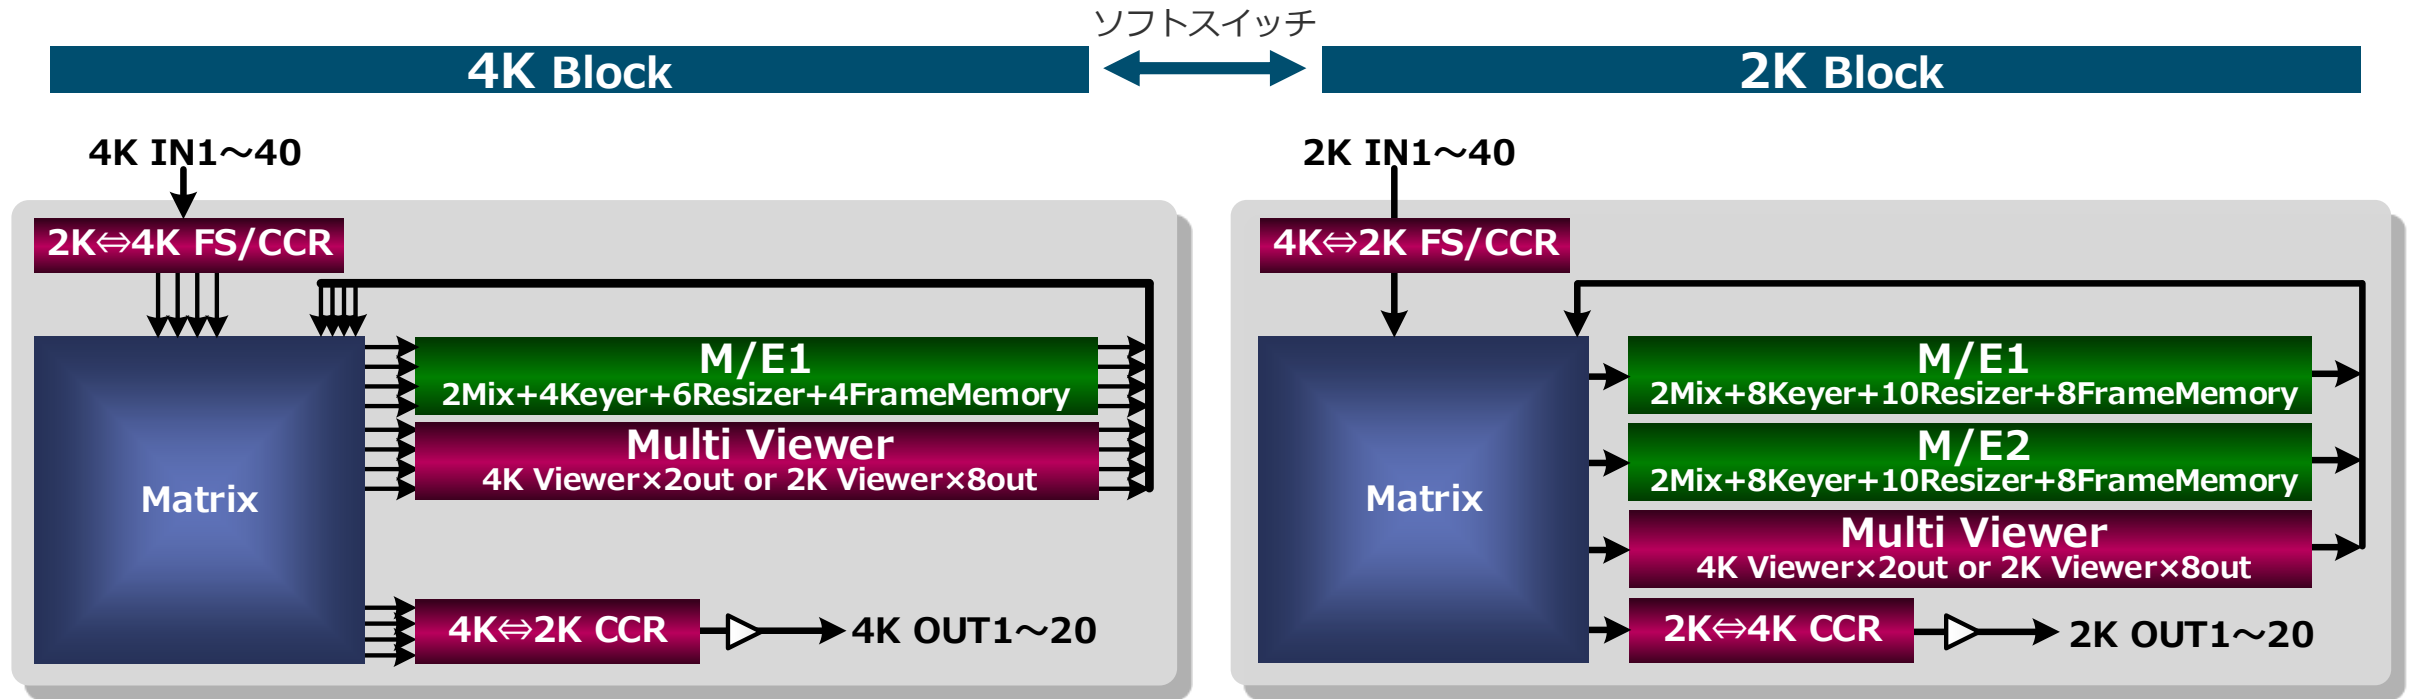 ソフトスイッチ
4K Block
2K Block
4K IN1～40
2K⇔4K FS/CCR
Matrix
M/E1
2Mix+4Keyer+6Resizer+4FrameMemory
Multi Viewer
4K Viewer×2out or 2K Viewer×8out
4K⇔2K CCR
4K OUT1～20
2K IN1～40
4K⇔2K FS/CCR
Matrix
M/E1
2Mix+8Keyer+10Resizer+8FrameMemory
M/E2
2Mix+8Keyer+10Resizer+8FrameMemory
Multi Viewer
4K Viewer×2out or 2K Viewer×8out
2K⇔4K CCR
2K OUT1～20